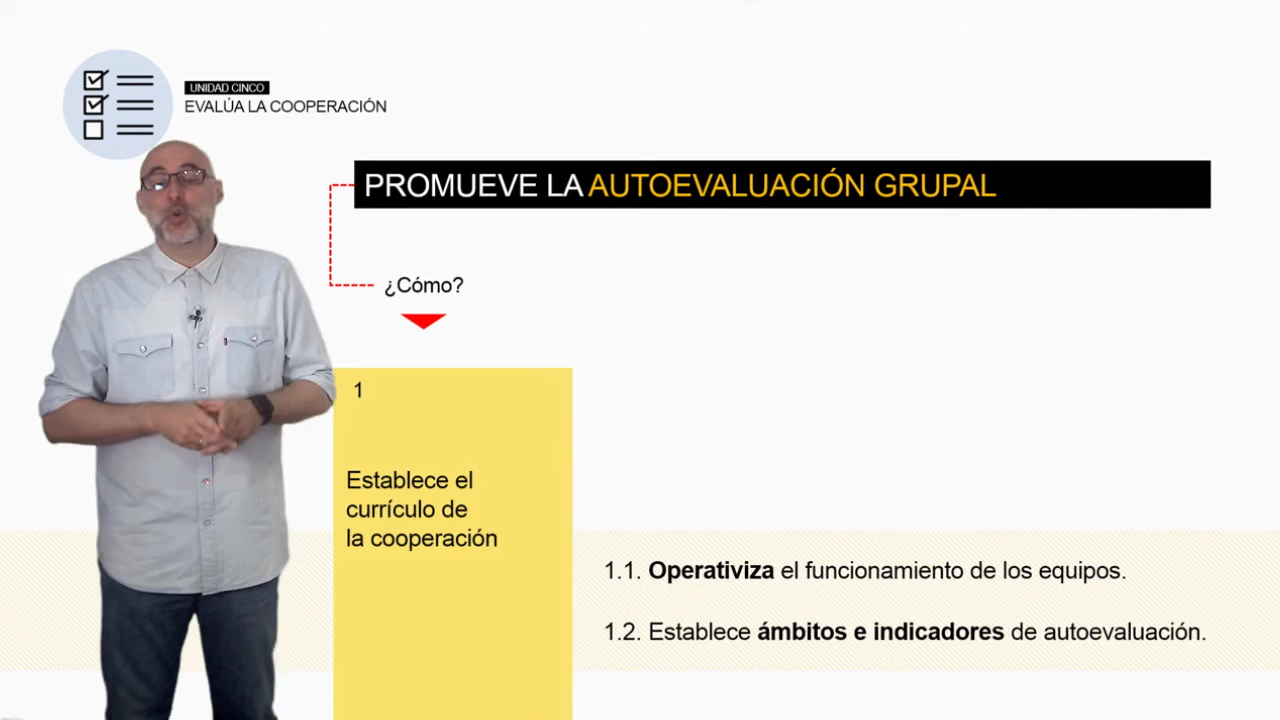 UNIDAD CINCO
EVALÚA LA COOPERACIÓN
PROMUEVE LA AUTOEVALUACIÓN GRUPAL
¿Cómo?
1
Establece el
currículo de
la cooperación
1.1. Operativiza el funcionamiento de los equipos.
1.2. Establece ámbitos e indicadores de autoevaluación.